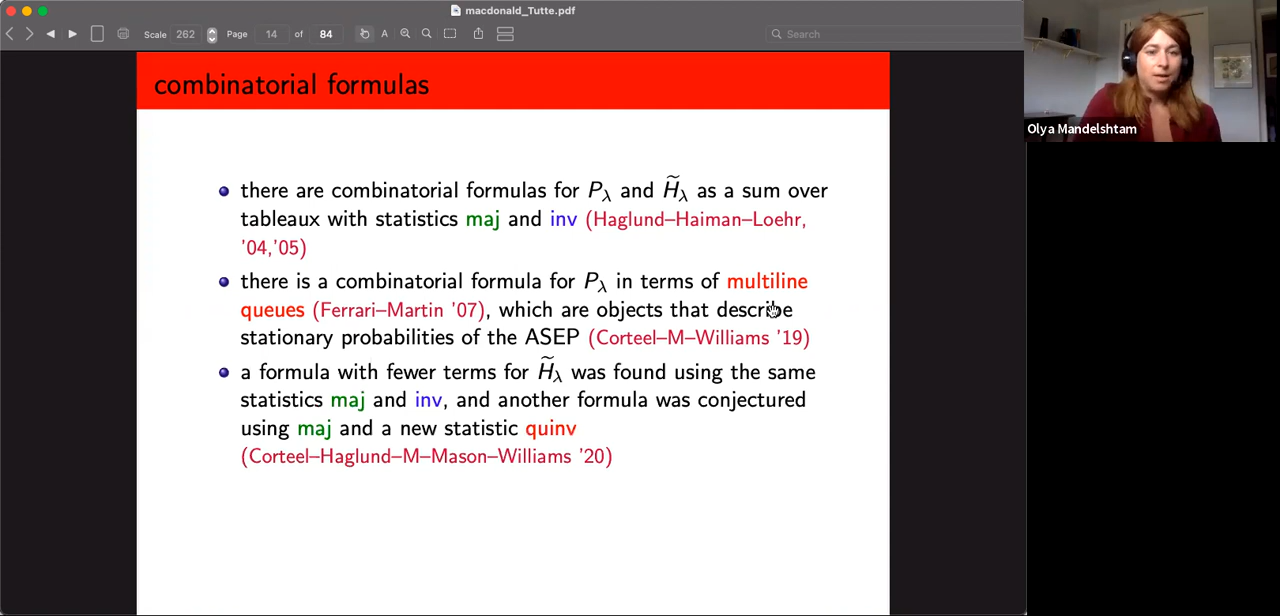 macdonald_Tutte.pdf
Scale 262 Page 14 of 84 A Search
combinatorial formulas
there are combinatorial formulas for P_λ and H̃_λ as a sum over
tableaux with statistics maj and inv (Haglund–Haiman–Loehr,
'04,'05)
there is a combinatorial formula for P_λ in terms of multiline
queues (Ferrari–Martin '07), which are objects that describe
stationary probabilities of the ASEP (Corteel–M–Williams '19)
a formula with fewer terms for H̃_λ was found using the same
statistics maj and inv, and another formula was conjectured
using maj and a new statistic quinv
(Corteel–Haglund–M–Mason–Williams '20)
Olya Mandelshtam